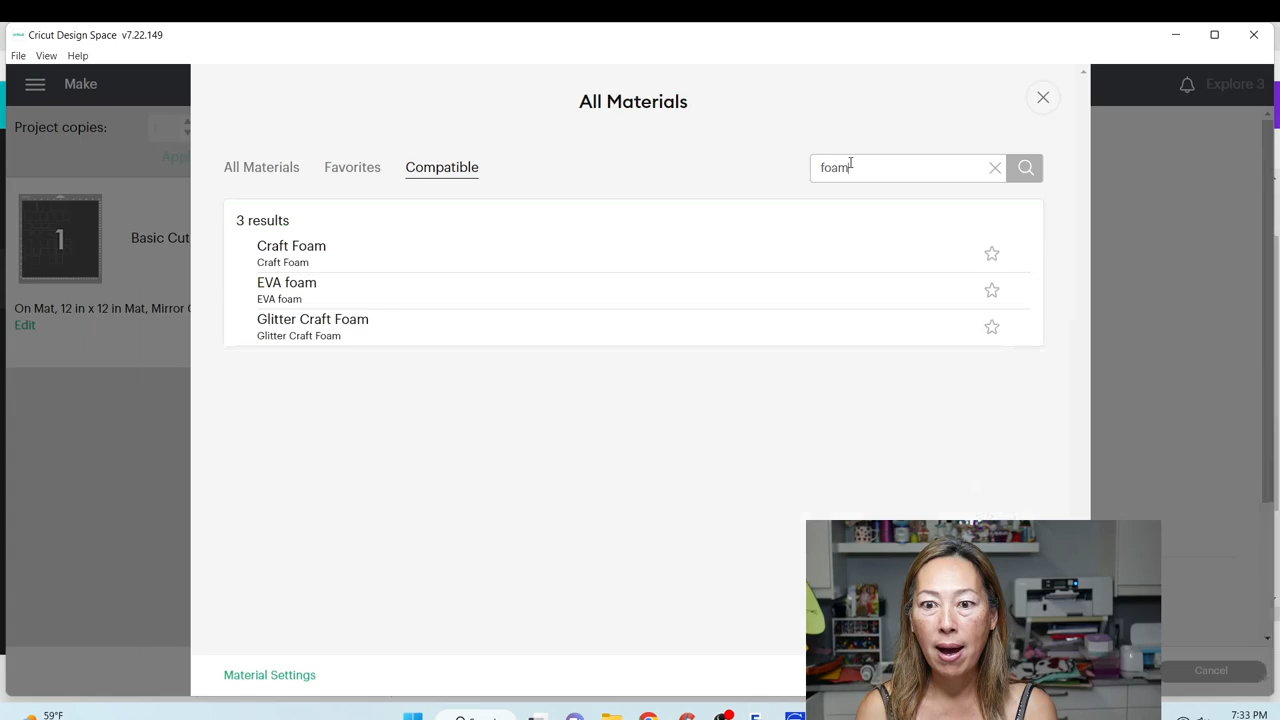 Cricut Design Space v7.22.149
File View Help
Make
Explore 3
All Materials
Project copies:
All Materials Favorites Compatible
foam
3 results
Craft Foam
Craft Foam
EVA foam
EVA foam
Glitter Craft Foam
Glitter Craft Foam
1
Basic Cut
On Mat, 12 in x 12 in Mat, Mirror
Edit
Material Settings
Cancel
59°F
7:33 PM